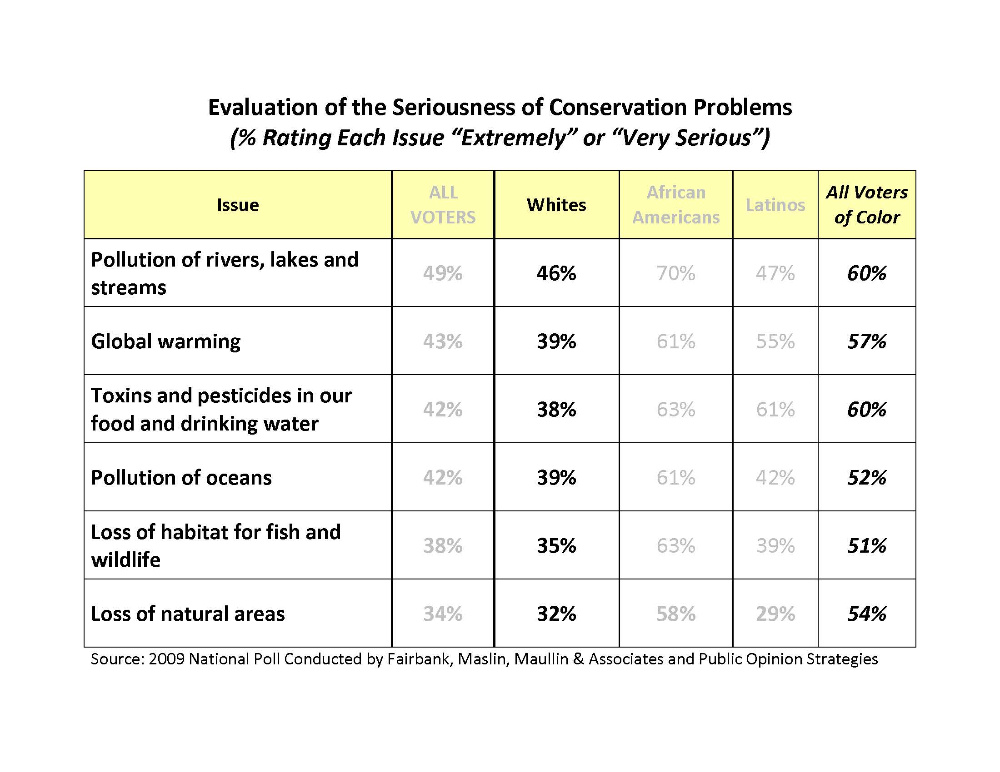 Evaluation of the Seriousness of Conservation Problems
(% Rating Each Issue “Extremely” or “Very Serious”)
Issue ALL VOTERS Whites African Americans Latinos All Voters of Color
Pollution of rivers, lakes and streams 49% 46% 70% 47% 60%
Global warming 43% 39% 61% 55% 57%
Toxins and pesticides in our food and drinking water 42% 38% 63% 61% 60%
Pollution of oceans 42% 39% 61% 42% 52%
Loss of habitat for fish and wildlife 38% 35% 63% 39% 51%
Loss of natural areas 34% 32% 58% 29% 54%
Source: 2009 National Poll Conducted by Fairbank, Maslin, Maullin & Associates and Public Opinion Strategies